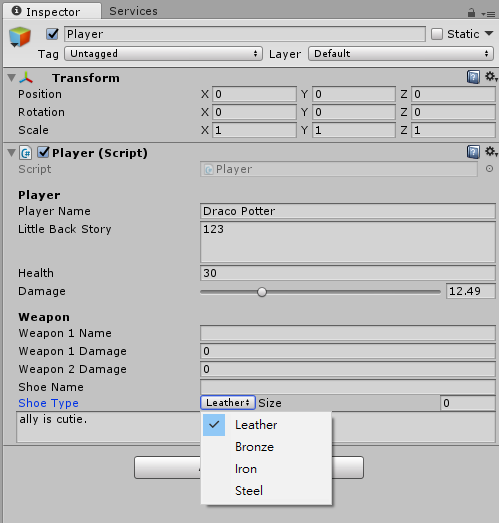 Inspector Services
Player Static
Tag Untagged Layer Default
Transform
Position X 0 Y 0 Z 0
Rotation X 0 Y 0 Z 0
Scale X 1 Y 1 Z 1
Player (Script)
Script Player
Player
Player Name Draco Potter
Little Back Story 123
Health 30
Damage 12.49
Weapon
Weapon 1 Name
Weapon 1 Damage 0
Weapon 2 Damage 0
Shoe Name
Shoe Type Leather Size 0
ally is cutie.
Leather
Bronze
Iron
Steel